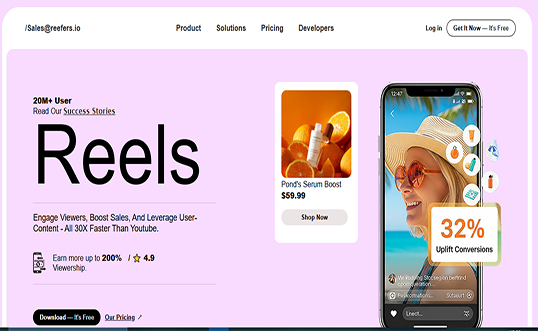 /Sales@reefers.io
Product Solutions Pricing Developers
Log in
Get It Now — It's Free
20M+ User
Read Our Success Stories
Reels
Engage Viewers, Boost Sales, And Leverage User-
Content - All 30X Faster Than Youtube.
Earn more up to 200% / 4.9
Viewership.
Download — It's Free
Our Pricing
Pond's Serum Boost
$59.99
Shop Now
12:47
32%
Uplift Conversions